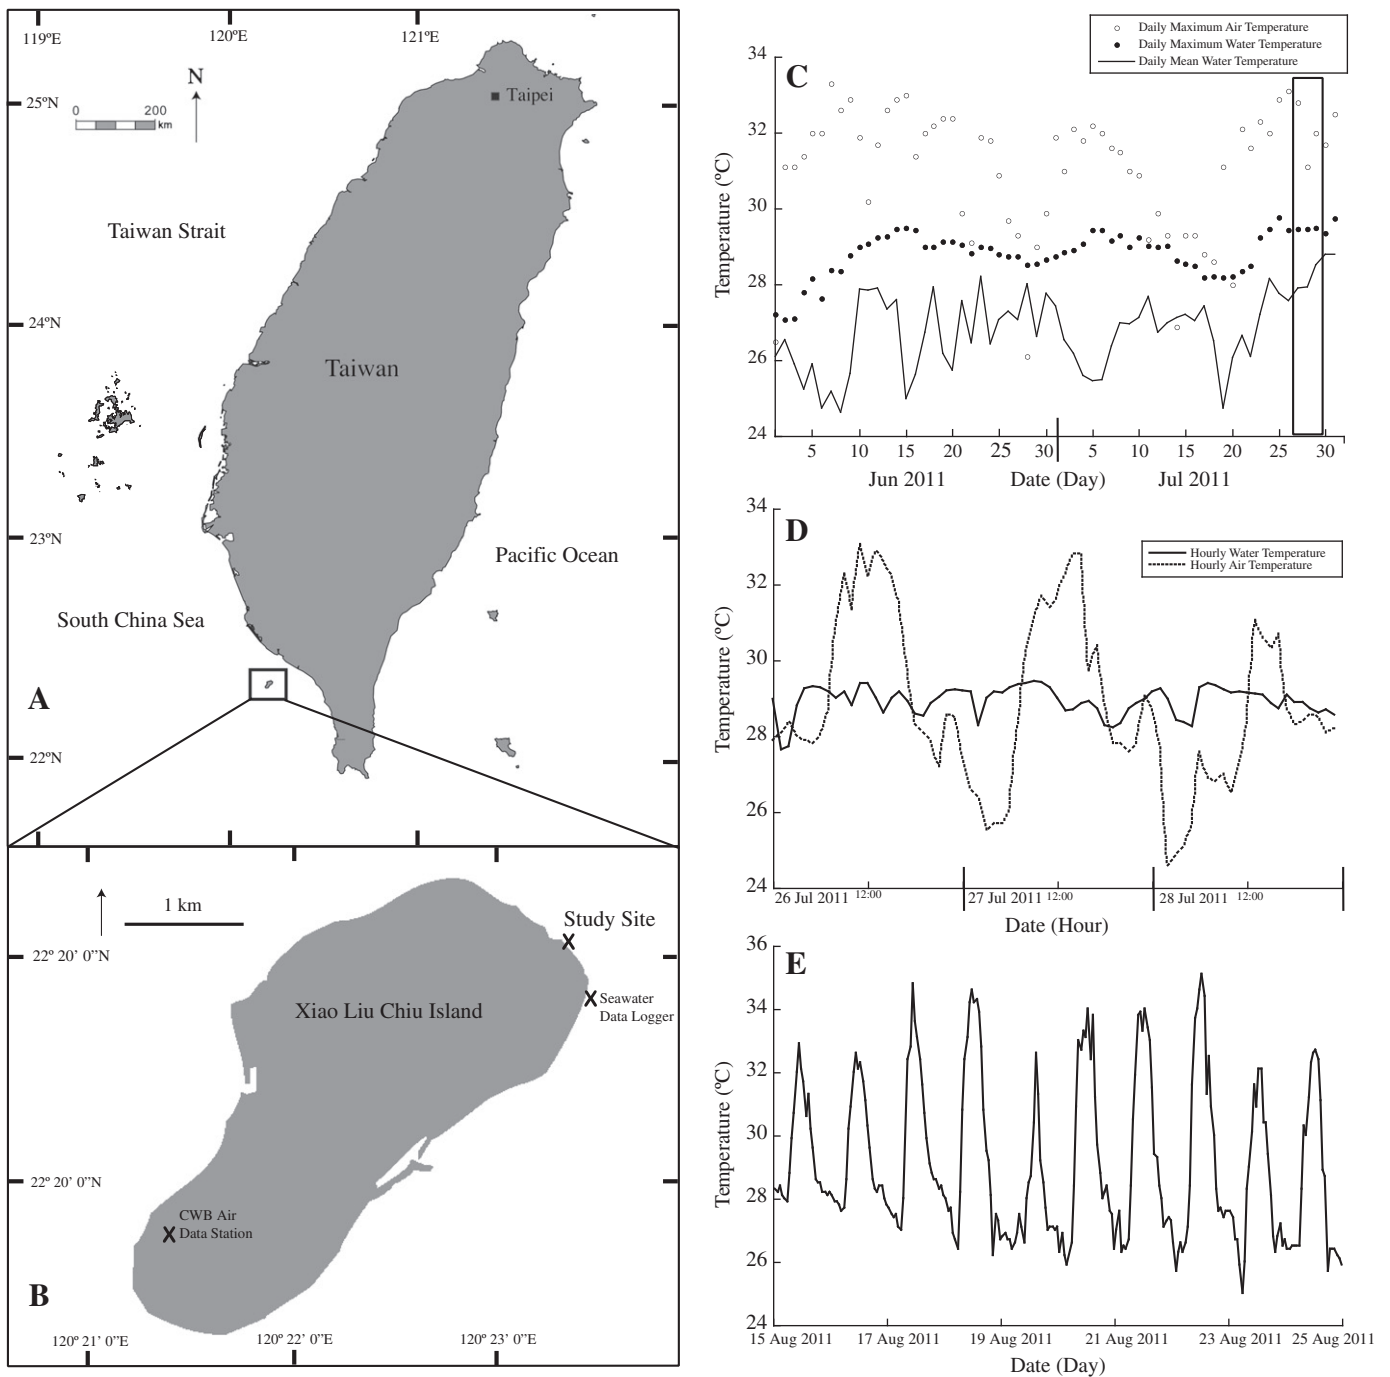 119ºE
120ºE
121ºE
N
Taipei
25ºN
0
200
km
Taiwan Strait
24ºN
Taiwan
23ºN
Pacific Ocean
South China Sea
A
22ºN
1 km
Study Site
22º 20' 0"N
Seawater
Data Logger
Xiao Liu Chiu Island
22º 20' 0"N
CWB Air
Data Station
B
120º 21' 0"E
120º 22' 0"E
120º 23' 0"E
Daily Maximum Air Temperature
Daily Maximum Water Temperature
Daily Mean Water Temperature
C
34
32
30
28
26
24
Temperature (ºC)
5 10 15 20 25 30 5 10 15 20 25 30
Jun 2011 Date (Day) Jul 2011
D
Hourly Water Temperature
Hourly Air Temperature
34
32
30
28
26
24
Temperature (ºC)
26 Jul 2011 12:00 27 Jul 2011 12:00 28 Jul 2011 12:00
Date (Hour)
E
36
34
32
30
28
26
24
Temperature (ºC)
15 Aug 2011 17 Aug 2011 19 Aug 2011 21 Aug 2011 23 Aug 2011 25 Aug 2011
Date (Day)